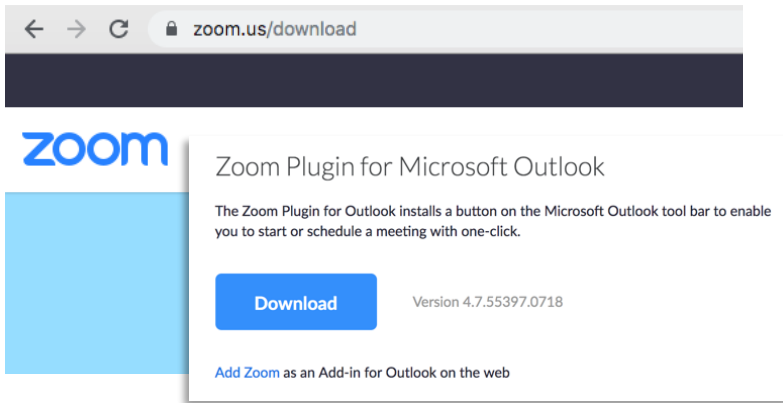 zoom.us/download
zoom
Zoom Plugin for Microsoft Outlook
The Zoom Plugin for Outlook installs a button on the Microsoft Outlook tool bar to enable
you to start or schedule a meeting with one-click.
Download
Version 4.7.55397.0718
Add Zoom as an Add-in for Outlook on the web